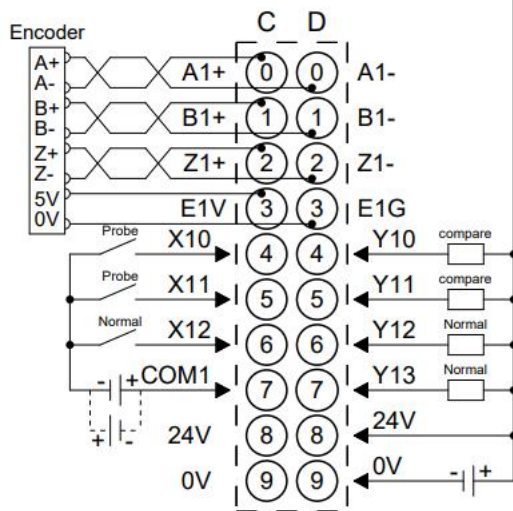 C D
Encoder
A+ A1+ 0 0 A1-
A-
B+ B1+ 1 1 B1-
B-
Z+ Z1+ 2 2 Z1-
Z-
5V
0V E1V 3 3 E1G
Probe X10 4 4 Y10 compare
Probe X11 5 5 Y11 compare
Normal X12 6 6 Y12 Normal
- + COM1 7 7 Y13 Normal
+ - 24V 8 8 24V
0V 9 9 0V - +